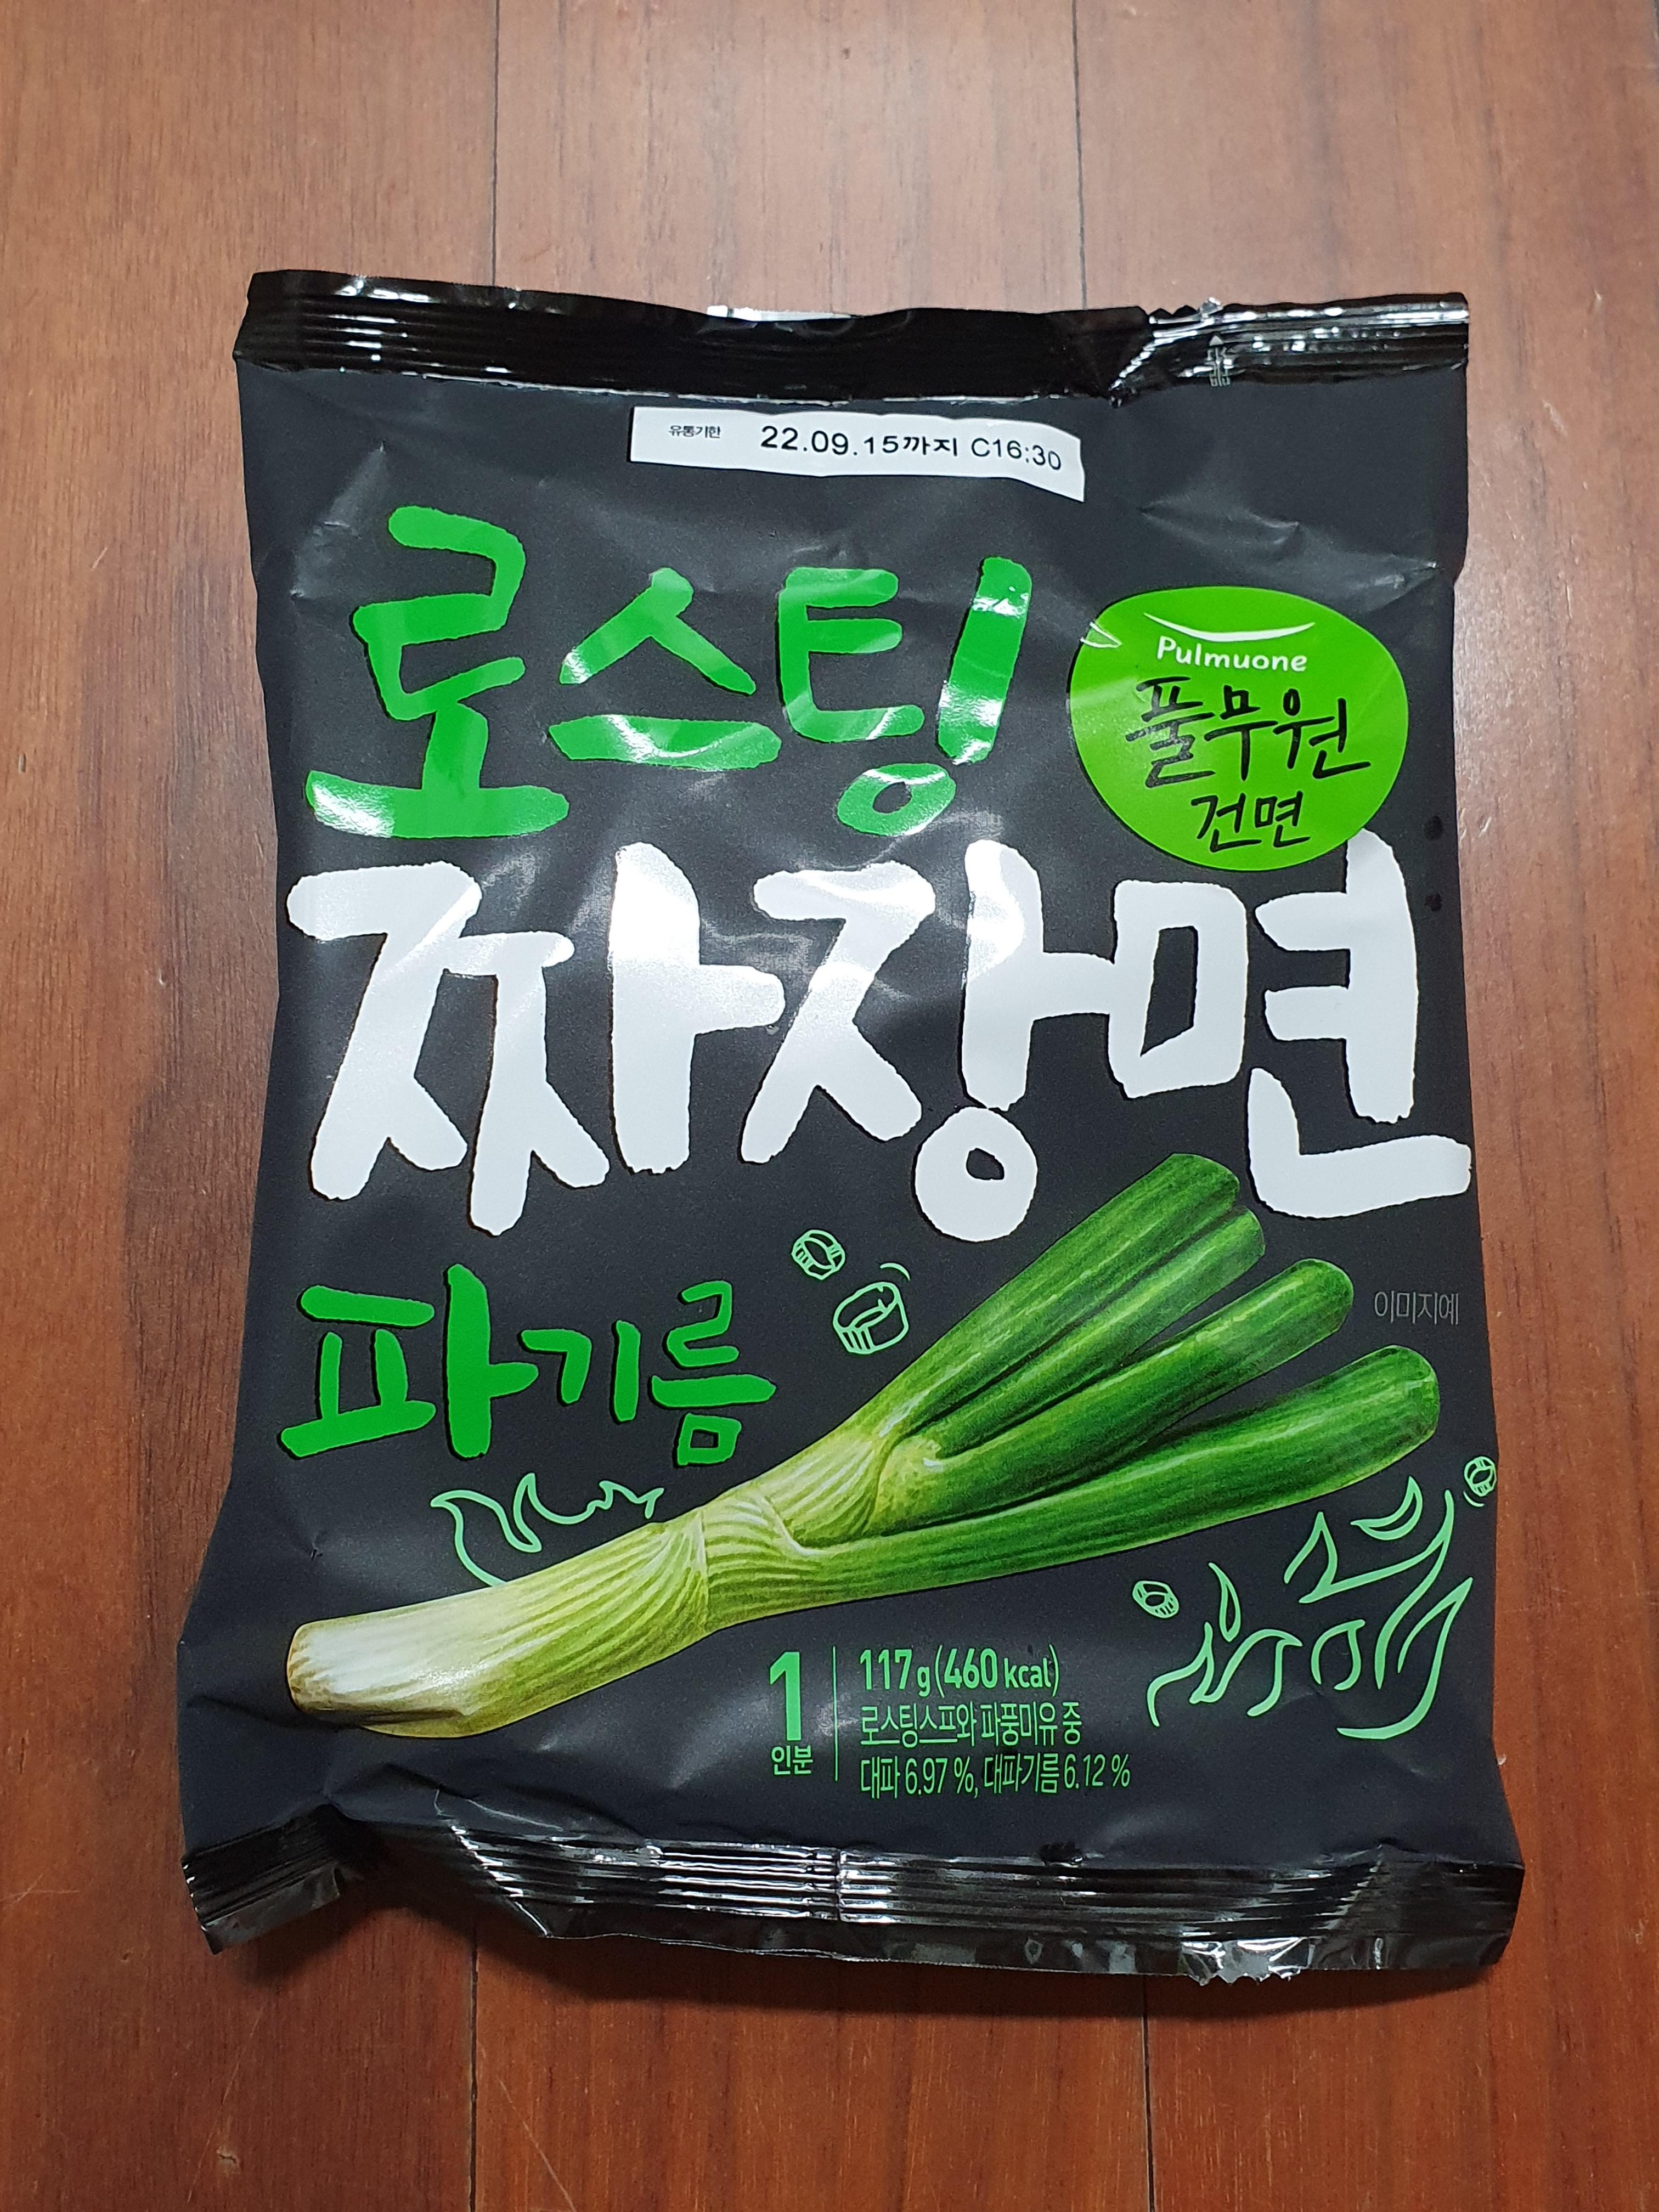 유통기한 22.09.15까지 C16:30
로스팅
Pulmuone
풀무원
건면
짜장면
파기름
이미지예
1
인분
117 g (460 kcal)
로스팅스프와 파풍미유 중
대파 6.97 %, 대파기름 6.12 %